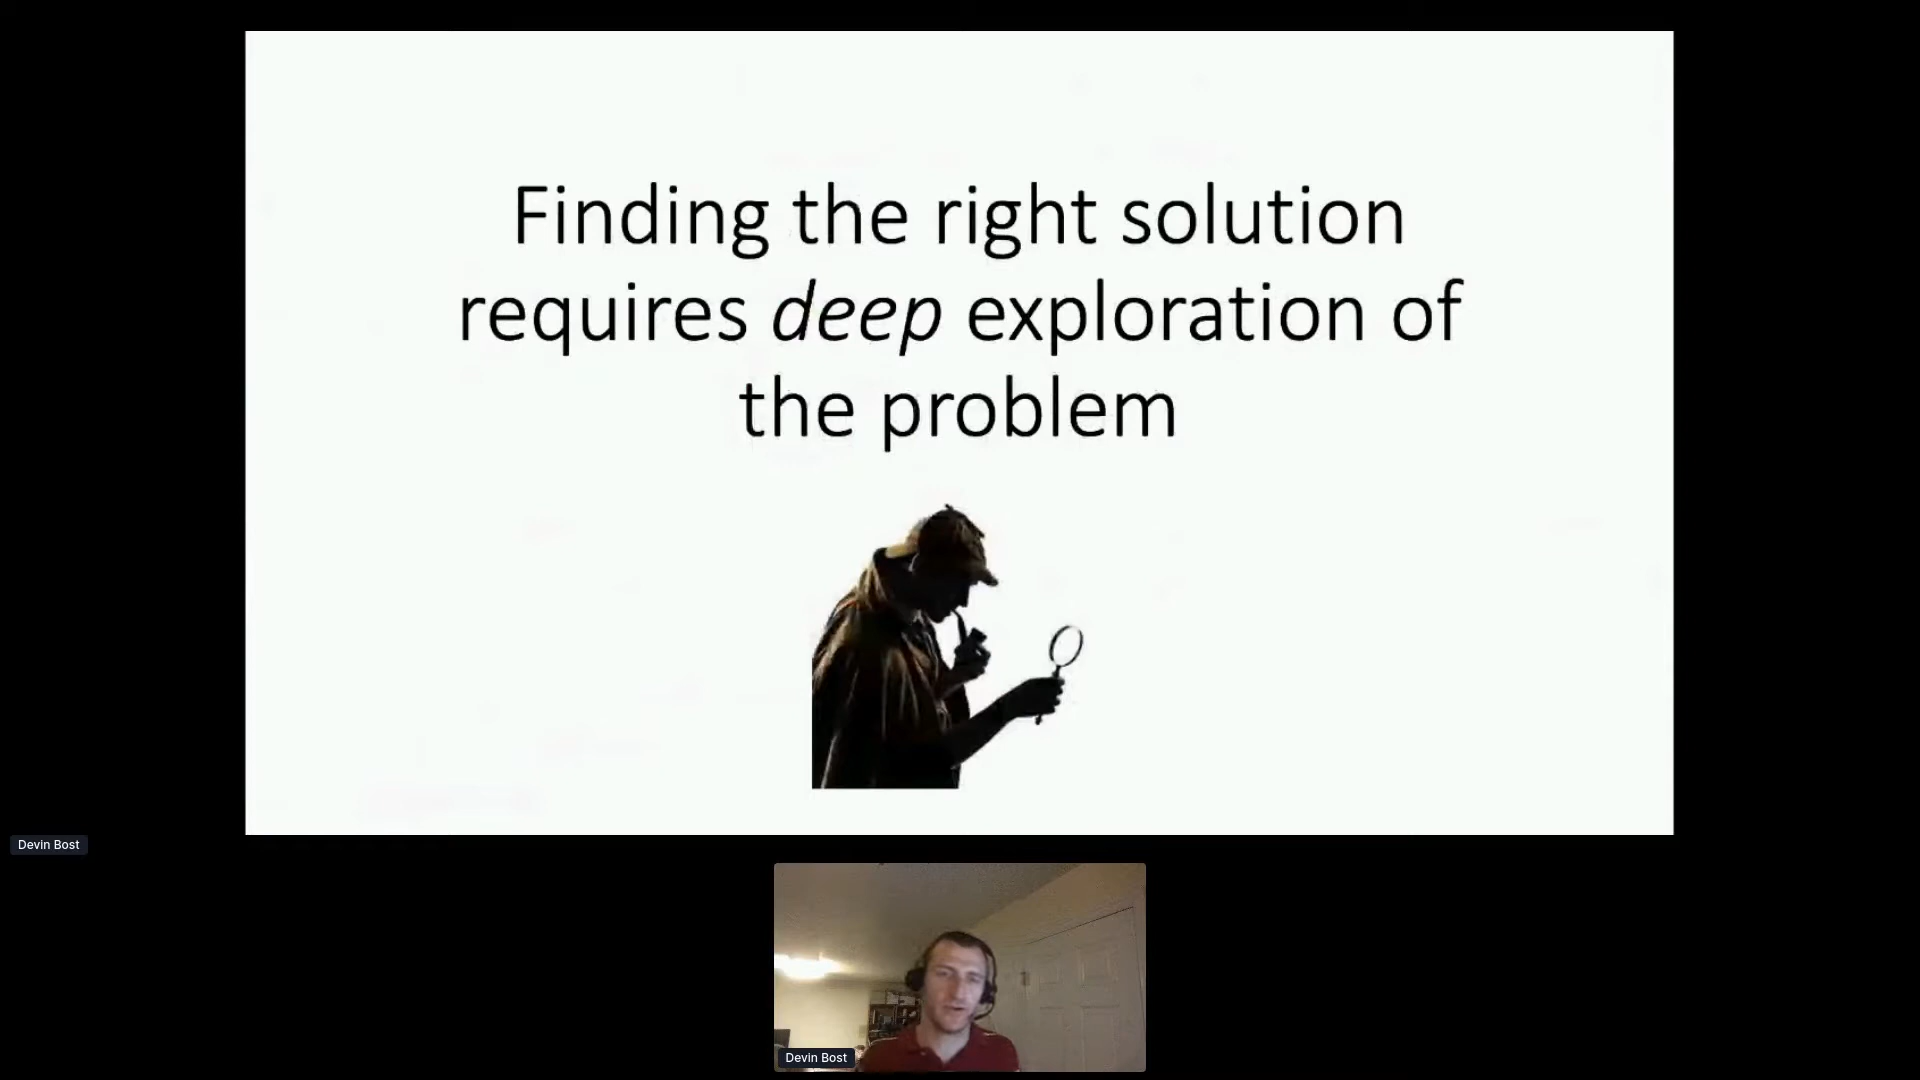 Finding the right solution
requires deep exploration of
the problem
Devin Bost
Devin Bost